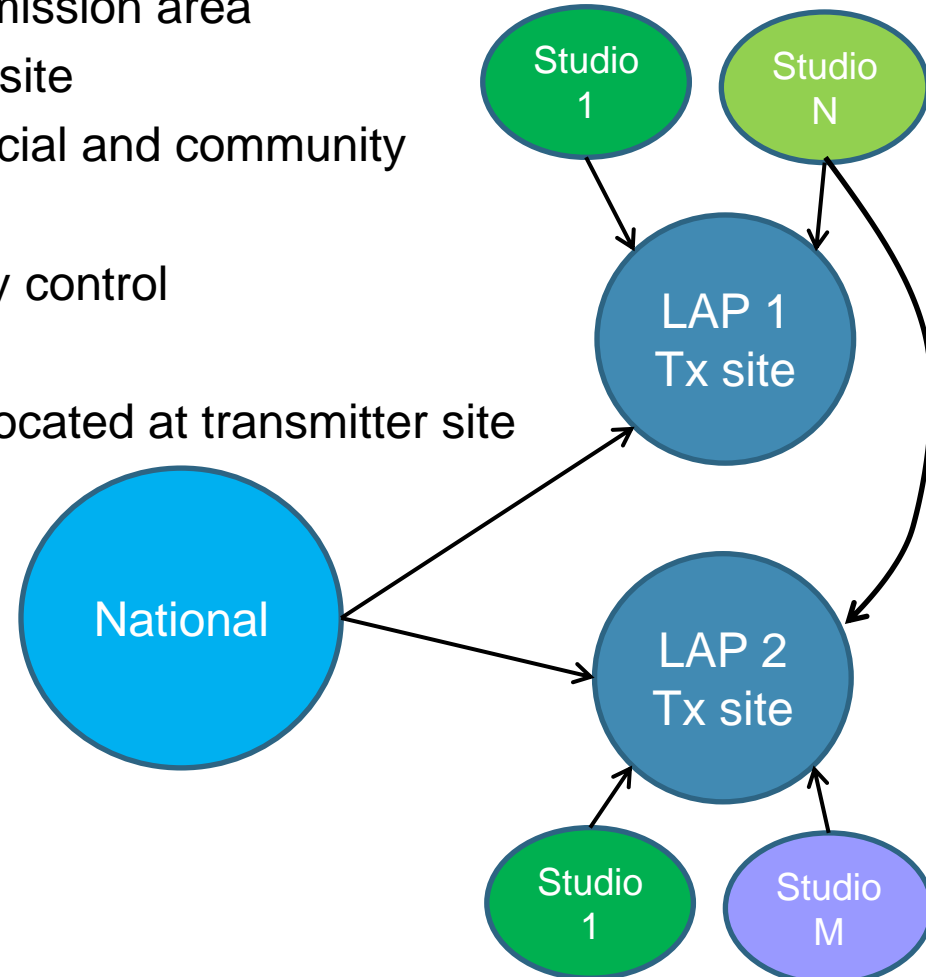 mission area
site
cial and community
y control
ocated at transmitter site
Studio
1
Studio
N
LAP 1
Tx site
National
LAP 2
Tx site
Studio
1
Studio
M